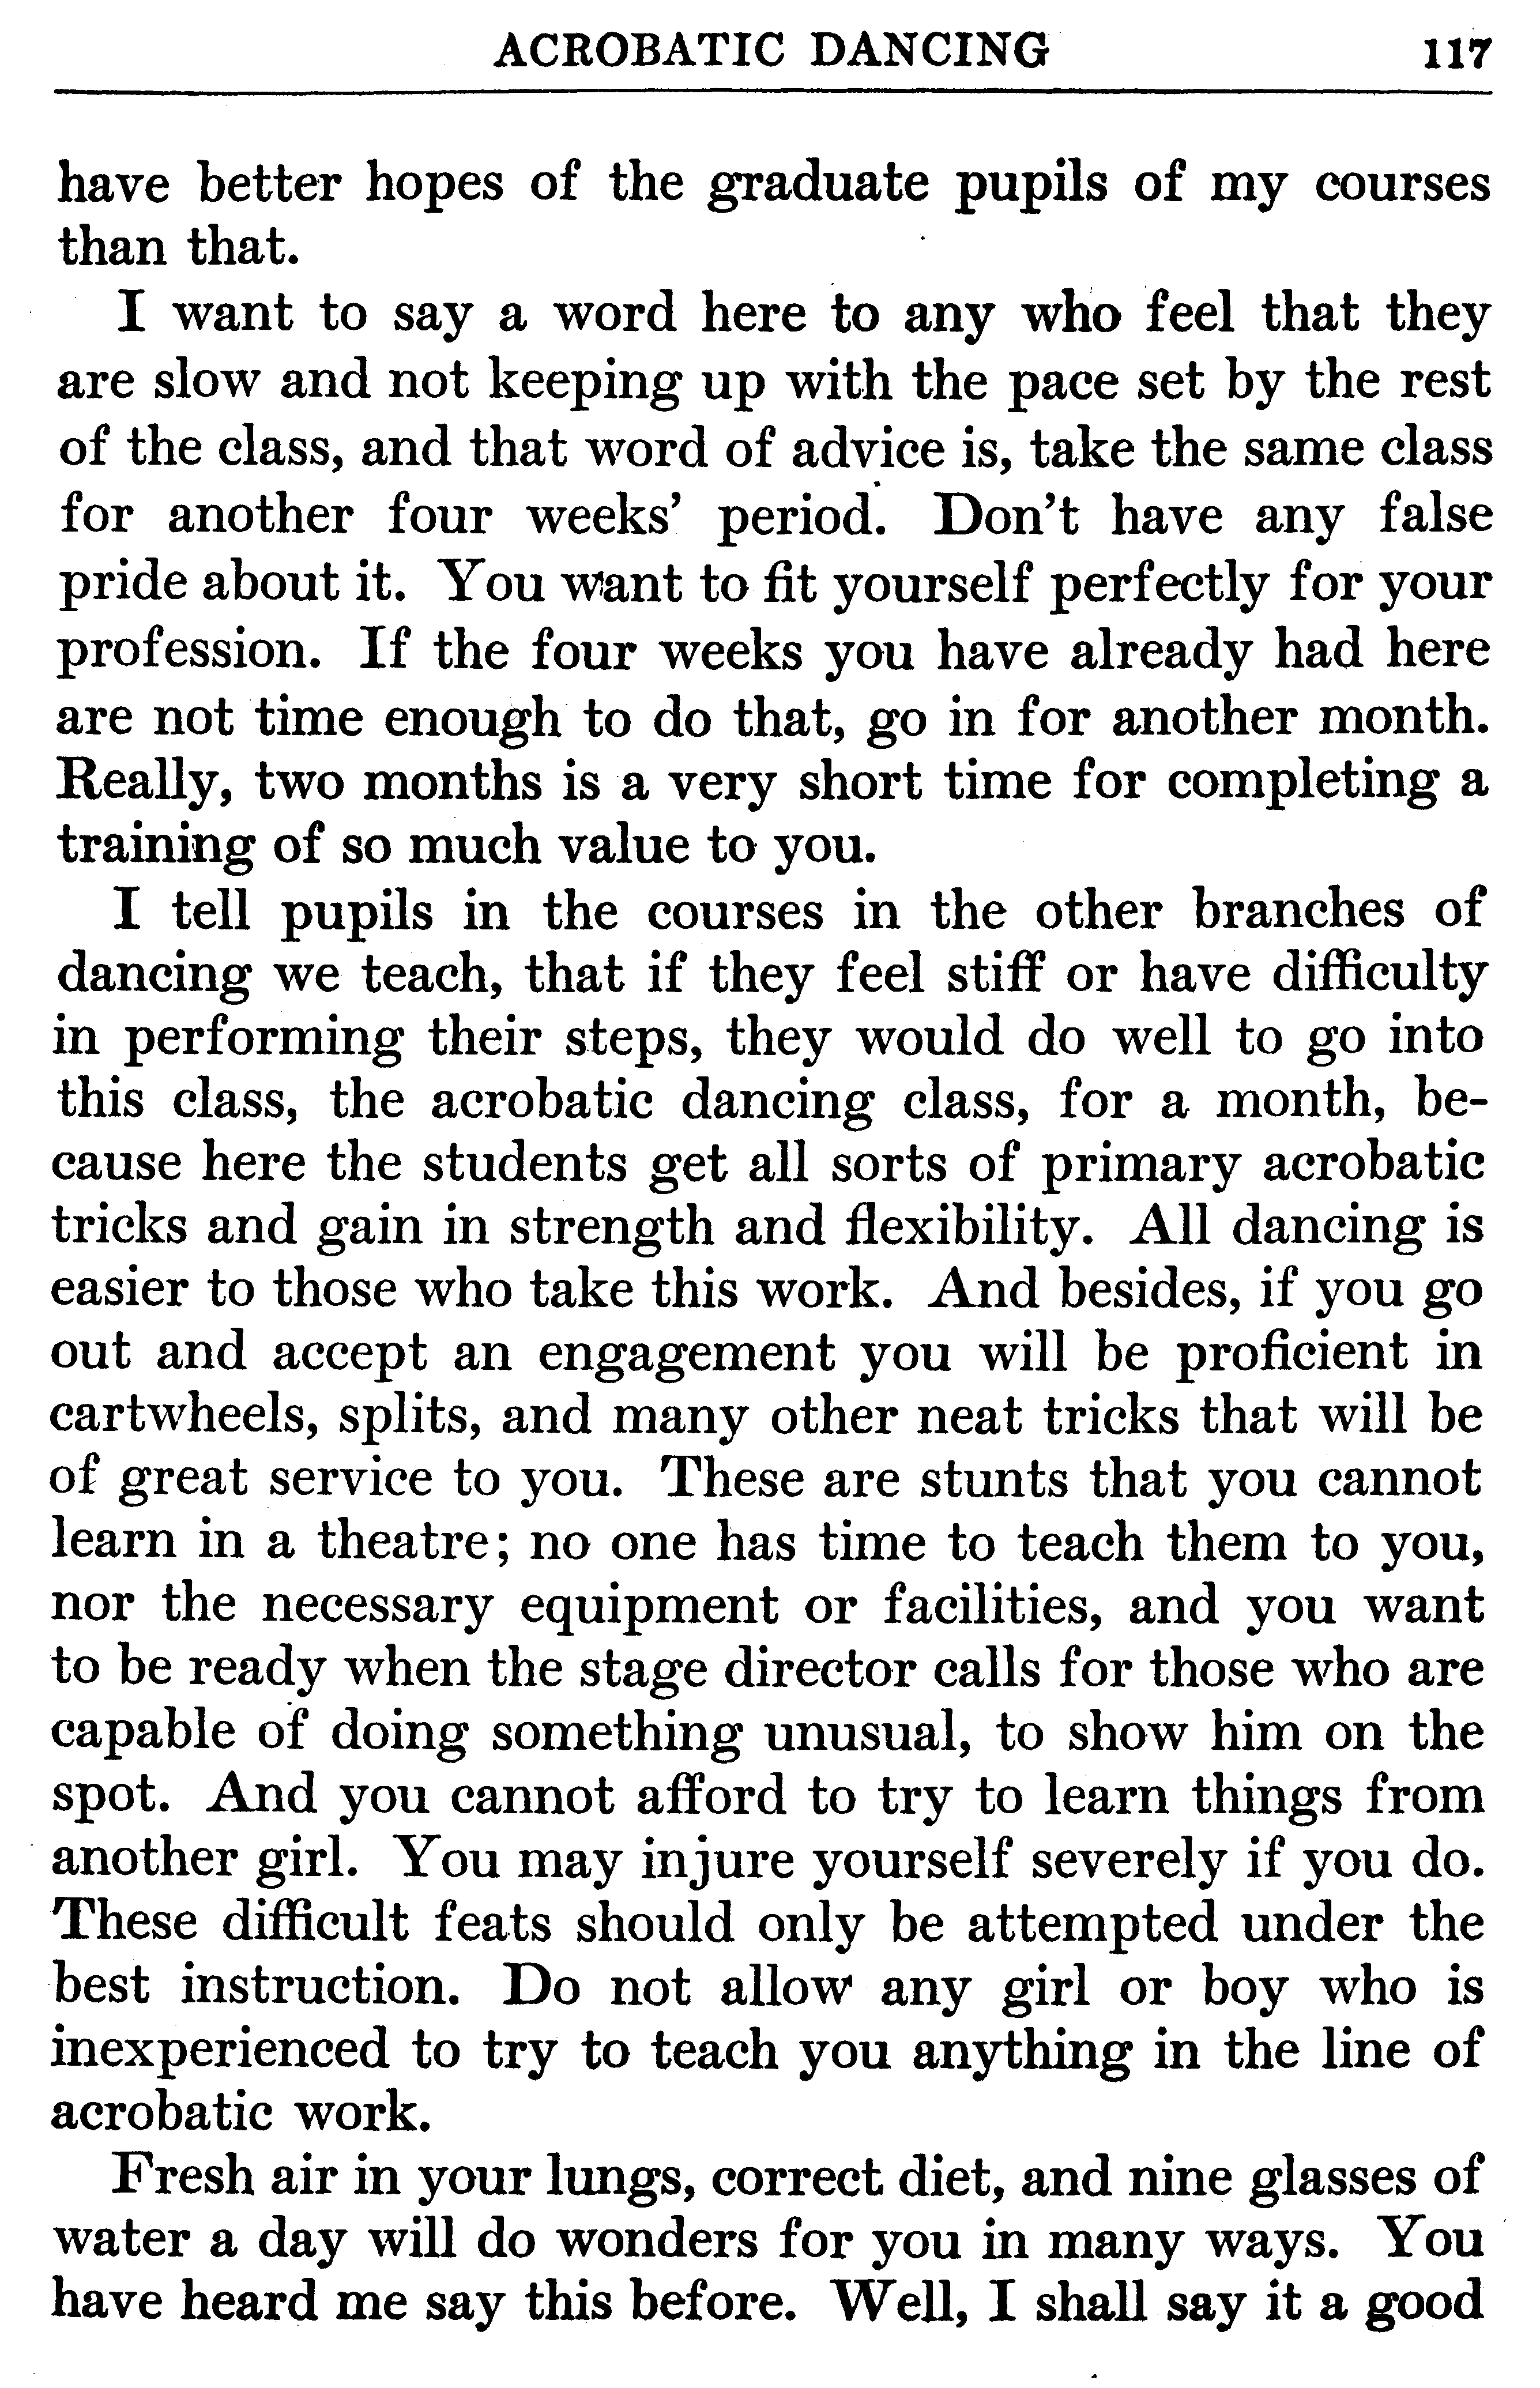 ACROBATIC DANCING 117
have better hopes of the graduate pupils of my courses
than that.
I want to say a word here to any who feel that they
are slow and not keeping up with the pace set by the rest
of the class, and that word of advice is, take the same class
for another four weeks' period. Don't have any false
pride about it. You want to fit yourself perfectly for your
profession. If the four weeks you have already had here
are not time enough to do that, go in for another month.
Really, two months is a very short time for completing a
training of so much value to you.
I tell pupils in the courses in the other branches of
dancing we teach, that if they feel stiff or have difficulty
in performing their steps, they would do well to go into
this class, the acrobatic dancing class, for a month, be-
cause here the students get all sorts of primary acrobatic
tricks and gain in strength and flexibility. All dancing is
easier to those who take this work. And besides, if you go
out and accept an engagement you will be proficient in
cartwheels, splits, and many other neat tricks that will be
of great service to you. These are stunts that you cannot
learn in a theatre; no one has time to teach them to you,
nor the necessary equipment or facilities, and you want
to be ready when the stage director calls for those who are
capable of doing something unusual, to show him on the
spot. And you cannot afford to try to learn things from
another girl. You may injure yourself severely if you do.
These difficult feats should only be attempted under the
best instruction. Do not allow any girl or boy who is
inexperienced to try to teach you anything in the line of
acrobatic work.
Fresh air in your lungs, correct diet, and nine glasses of
water a day will do wonders for you in many ways. You
have heard me say this before. Well, I shall say it a good